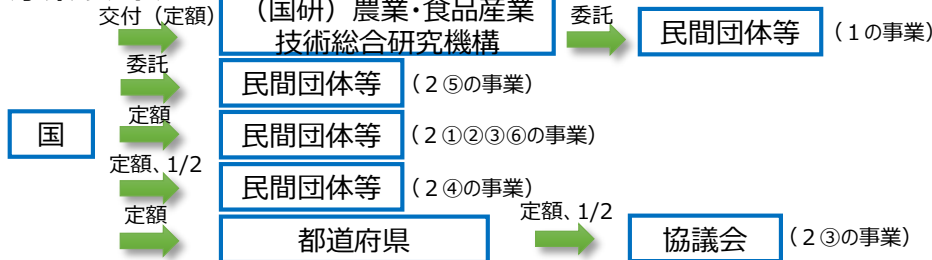 交付（定額）
（国研）農業・食品産業
技術総合研究機構
委託
民間団体等
（１の事業）
委託
民間団体等
（２⑤の事業）
国
定額
民間団体等
（２①②③⑥の事業）
定額、1/2
民間団体等
（２④の事業）
定額
都道府県
定額、1/2
協議会
（２③の事業）